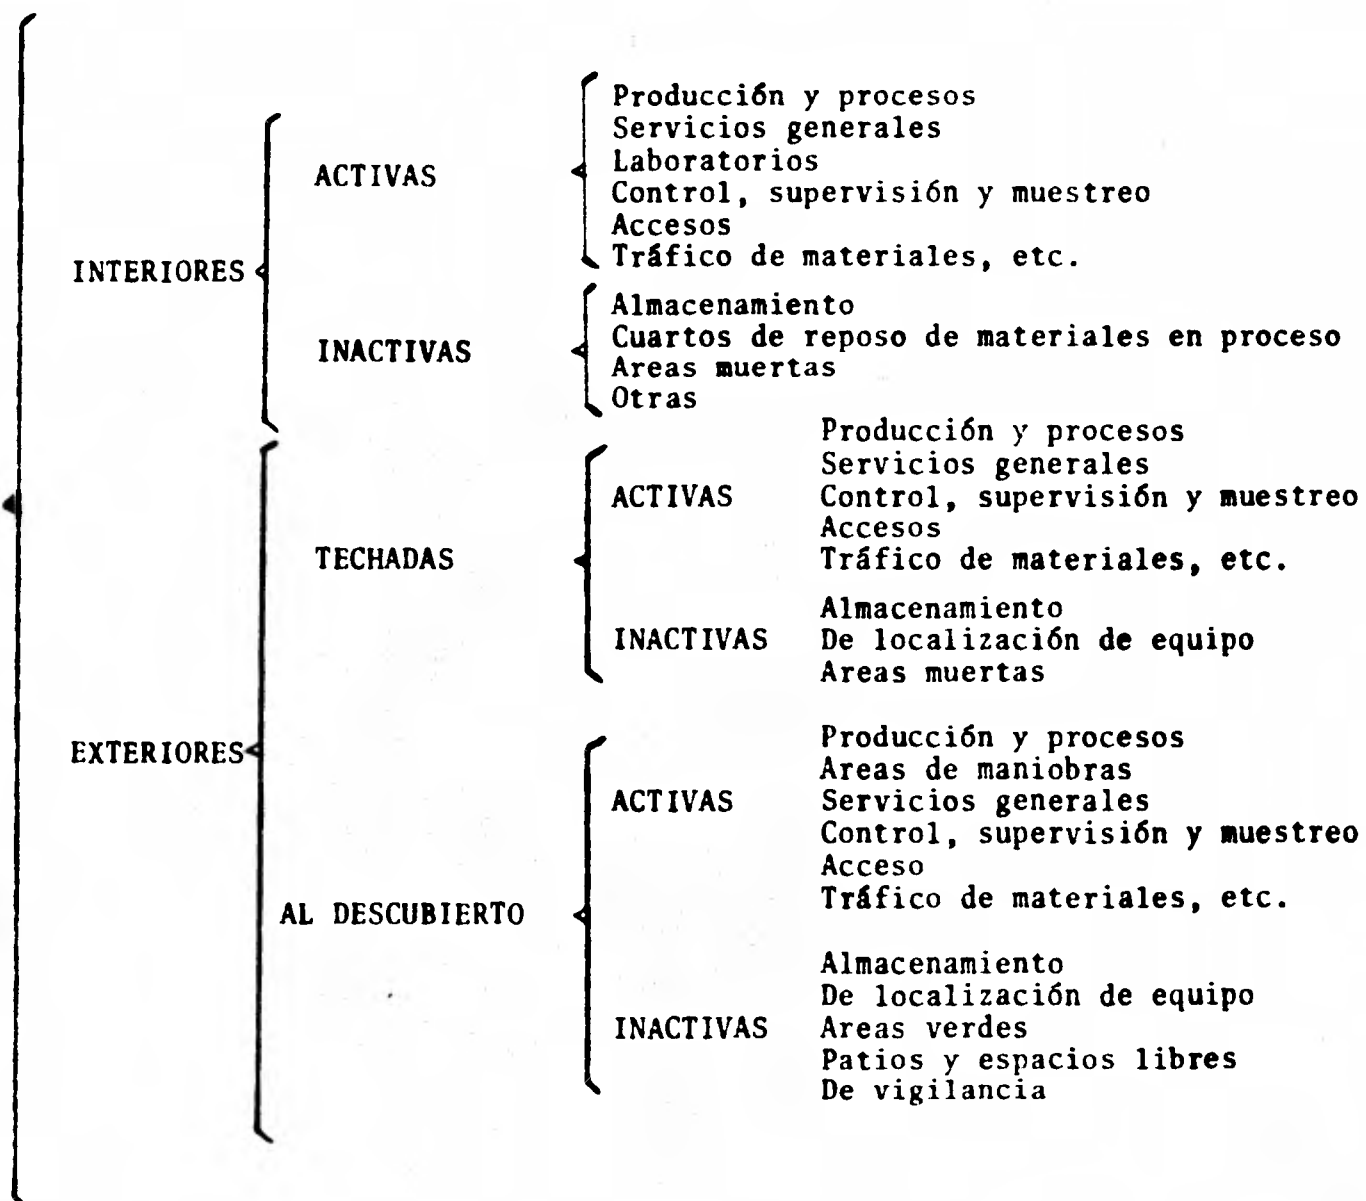 Producción y procesos
Servicios generales
ACTIVAS
Laboratorios
Control, supervisión y muestreo
Accesos
Tráfico de materiales, etc.
INTERIORES
Almacenamiento
Cuartos de reposo de materiales en proceso
INACTIVAS
Areas muertas
Otras
Producción y procesos
Servicios generales
ACTIVAS
Control, supervisión y muestreo
Accesos
TECHADAS
Tráfico de materiales, etc.
Almacenamiento
INACTIVAS
De localización de equipo
Areas muertas
EXTERIORES
Producción y procesos
Areas de maniobras
ACTIVAS
Servicios generales
Control, supervisión y muestreo
Acceso
Tráfico de materiales, etc.
AL DESCUBIERTO
Almacenamiento
De localización de equipo
INACTIVAS
Areas verdes
Patios y espacios libres
De vigilancia